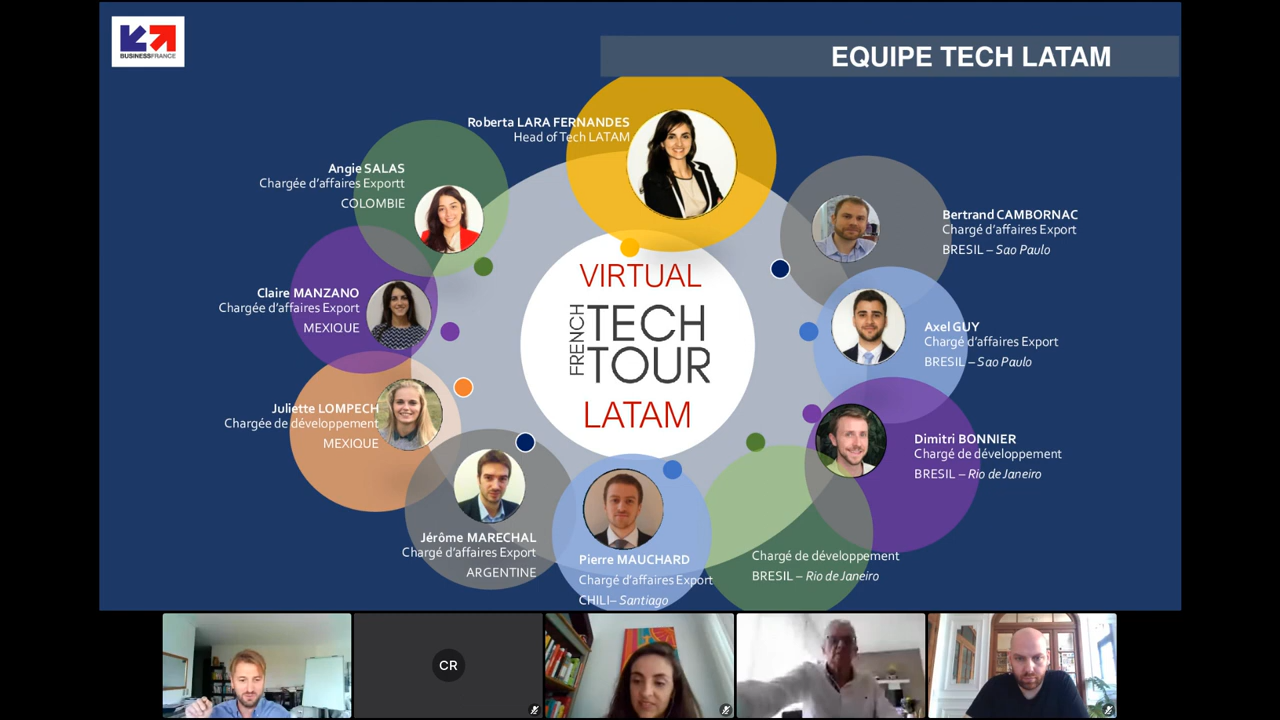 BUSINESSFRANCE
EQUIPE TECH LATAM
Roberta LARA FERNANDES
Head of Tech LATAM
Angie SALAS
Chargée d'affaires Exportt
COLOMBIE
Bertrand CAMBORNAC
Chargé d'affaires Export
BRESIL – Sao Paulo
Claire MANZANO
Chargée d'affaires Export
MEXIQUE
Axel GUY
Chargé d'affaires Export
BRESIL – Sao Paulo
VIRTUAL
FRENCH
TECH
TOUR
LATAM
Juliette LOMPECH
Chargée de développement
MEXIQUE
Dimitri BONNIER
Chargé de développement
BRESIL – Rio de Janeiro
Jérôme MARECHAL
Chargé d'affaires Export
ARGENTINE
Pierre MAUCHARD
Chargé d'affaires Export
CHILI– Santiago
Chargé de développement
BRESIL – Rio de Janeiro
CR